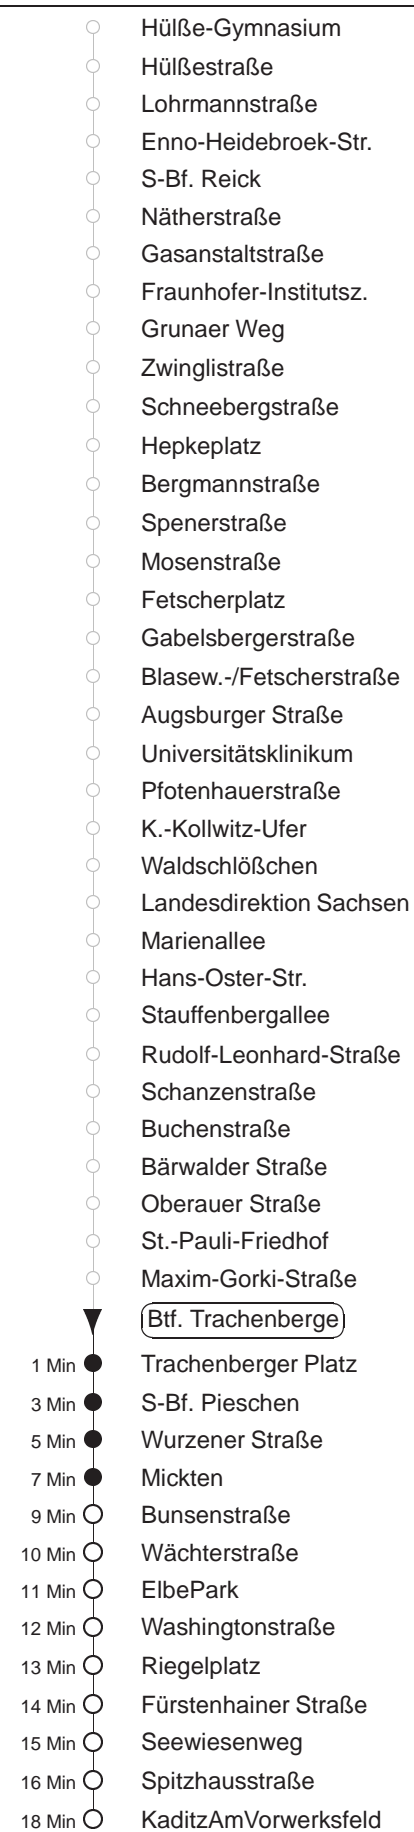 Hülße-Gymnasium
Hülßestraße
Lohrmannstraße
Enno-Heidebroek-Str.
S-Bf. Reick
Nätherstraße
Gasanstaltstraße
Fraunhofer-Institutsz.
Grunaer Weg
Zwinglistraße
Schneebergstraße
Hepkeplatz
Bergmannstraße
Spenerstraße
Mosenstraße
Fetscherplatz
Gabelsbergerstraße
Blasew.-/Fetscherstraße
Augsburger Straße
Universitätsklinikum
Pfotenhauerstraße
K.-Kollwitz-Ufer
Waldschlößchen
Landesdirektion Sachsen
Marienallee
Hans-Oster-Str.
Stauffenbergallee
Rudolf-Leonhard-Straße
Schanzenstraße
Buchenstraße
Bärwalder Straße
Oberauer Straße
St.-Pauli-Friedhof
Maxim-Gorki-Straße
Btf. Trachenberge
1 Min Trachenberger Platz
3 Min S-Bf. Pieschen
5 Min Wurzener Straße
7 Min Mickten
9 Min Bunsenstraße
10 Min Wächterstraße
11 Min ElbePark
12 Min Washingtonstraße
13 Min Riegelplatz
14 Min Fürstenhainer Straße
15 Min Seewiesenweg
16 Min Spitzhausstraße
18 Min KaditzAmVorwerksfeld